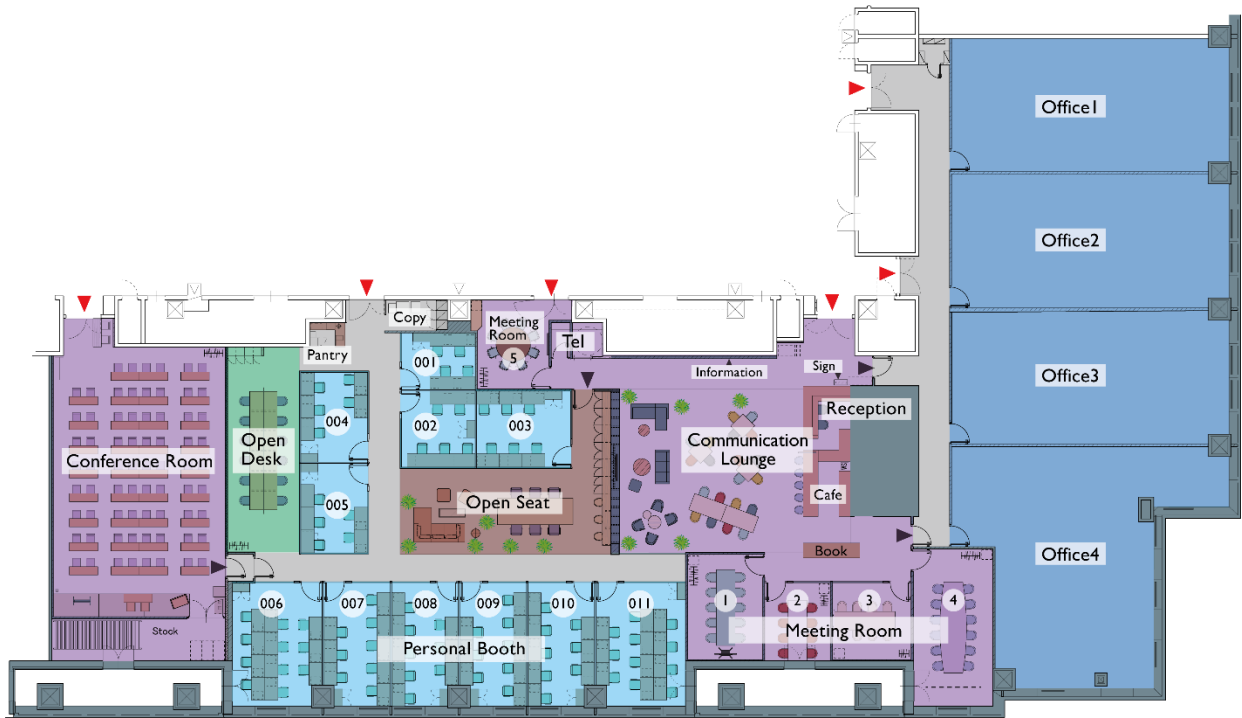 Office1
Office2
Office3
Office4
Copy
Meeting
Room
5
Tel
Pantry
001
Information
Sign
004
002
003
Reception
Open
Desk
Communication
Lounge
Conference Room
005
Open Seat
Cafe
Book
006
007
008
009
010
011
1
2
3
4
Stock
Personal Booth
Meeting Room